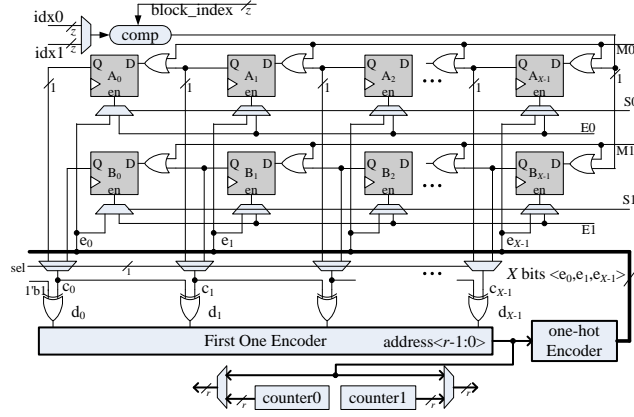 idx0 z block_index z
idx1 z comp
M0
Q D A0 en Q D A1 en Q D A2 en ... Q D AX-1 en
1 1 1 1
S0
E0
M1
Q D B0 en Q D B1 en Q D B2 en ... Q D BX-1 en
S1
E1
e0 e1 eX-1
sel 1 ... X bits <e0,e1,eX-1>
1'b1 c0 c1 cX-1
d0 d1 dX-1
First One Encoder address<r-1:0> one-hot Encoder
r r counter0 counter1 r r